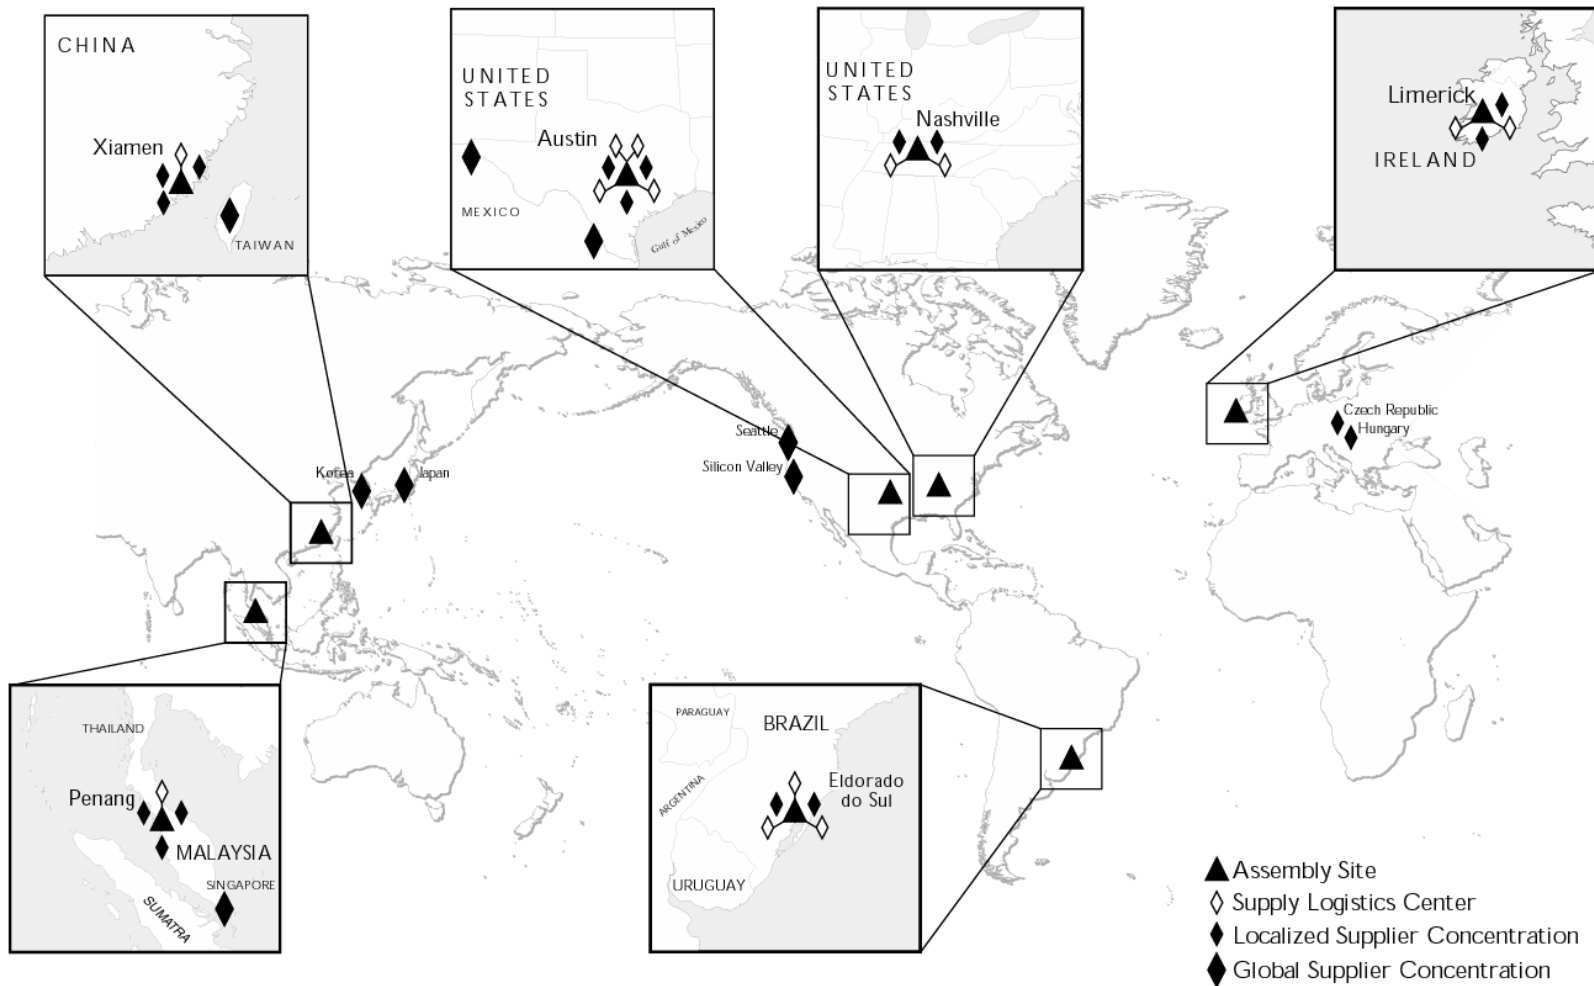 CHINA
Xiamen
TAIWAN
UNITED
STATES
Austin
MEXICO
Gulf of Mexico
UNITED
STATES
Nashville
Limerick
IRELAND
Seattle
Silicon Valley
Korea
Japan
Czech Republic
Hungary
THAILAND
Penang
MALAYSIA
SINGAPORE
SUMATRA
PARAGUAY
BRAZIL
ARGENTINA
Eldorado
do Sul
URUGUAY
Assembly Site
Supply Logistics Center
Localized Supplier Concentration
Global Supplier Concentration